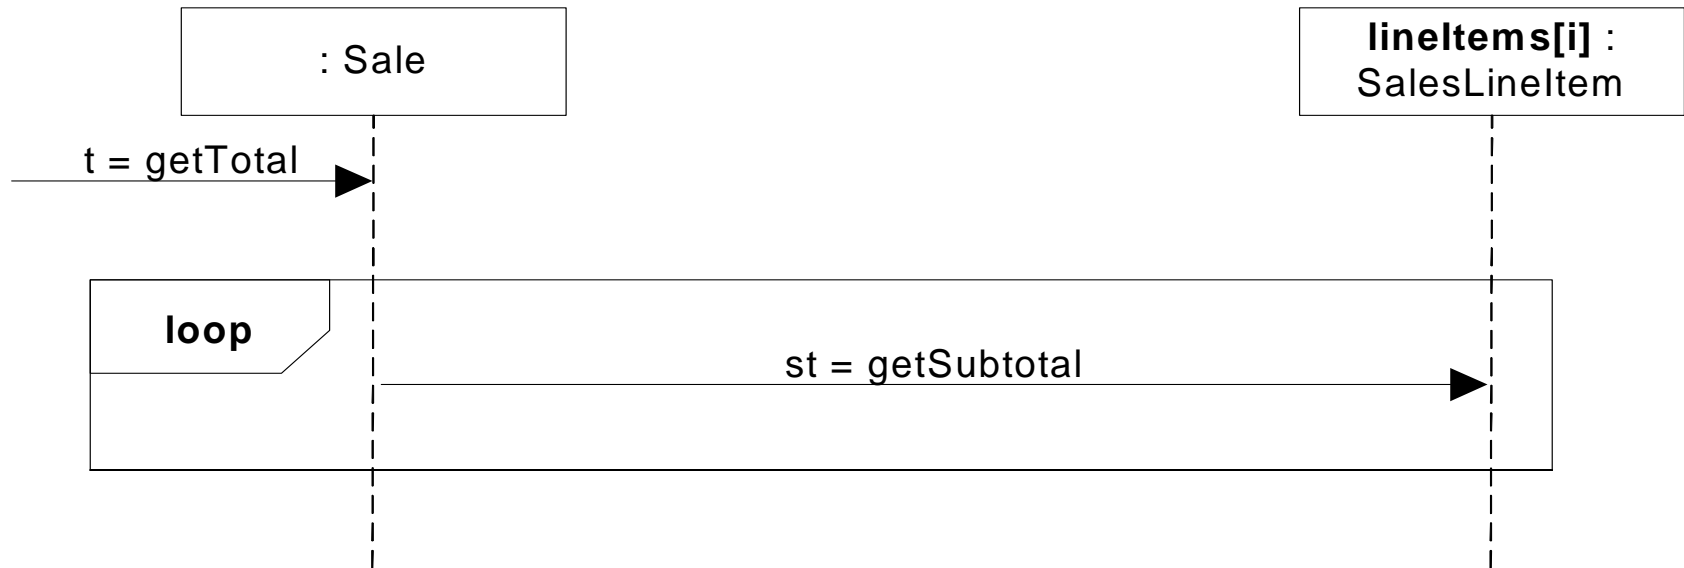 : Sale
lineItems[i] :
SalesLineItem
t = getTotal
loop
st = getSubtotal